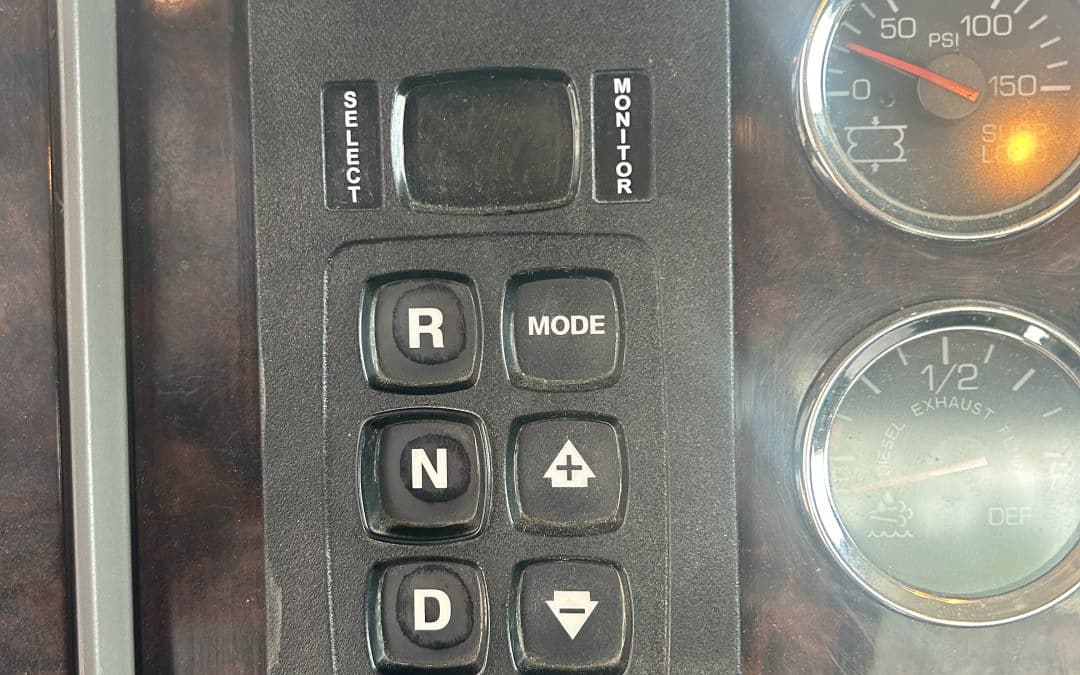 SELECT
MONITOR
R
MODE
N
+
D
-
50
PSI
100
0
150
1/2
EXHAUST
DIESEL
DEF